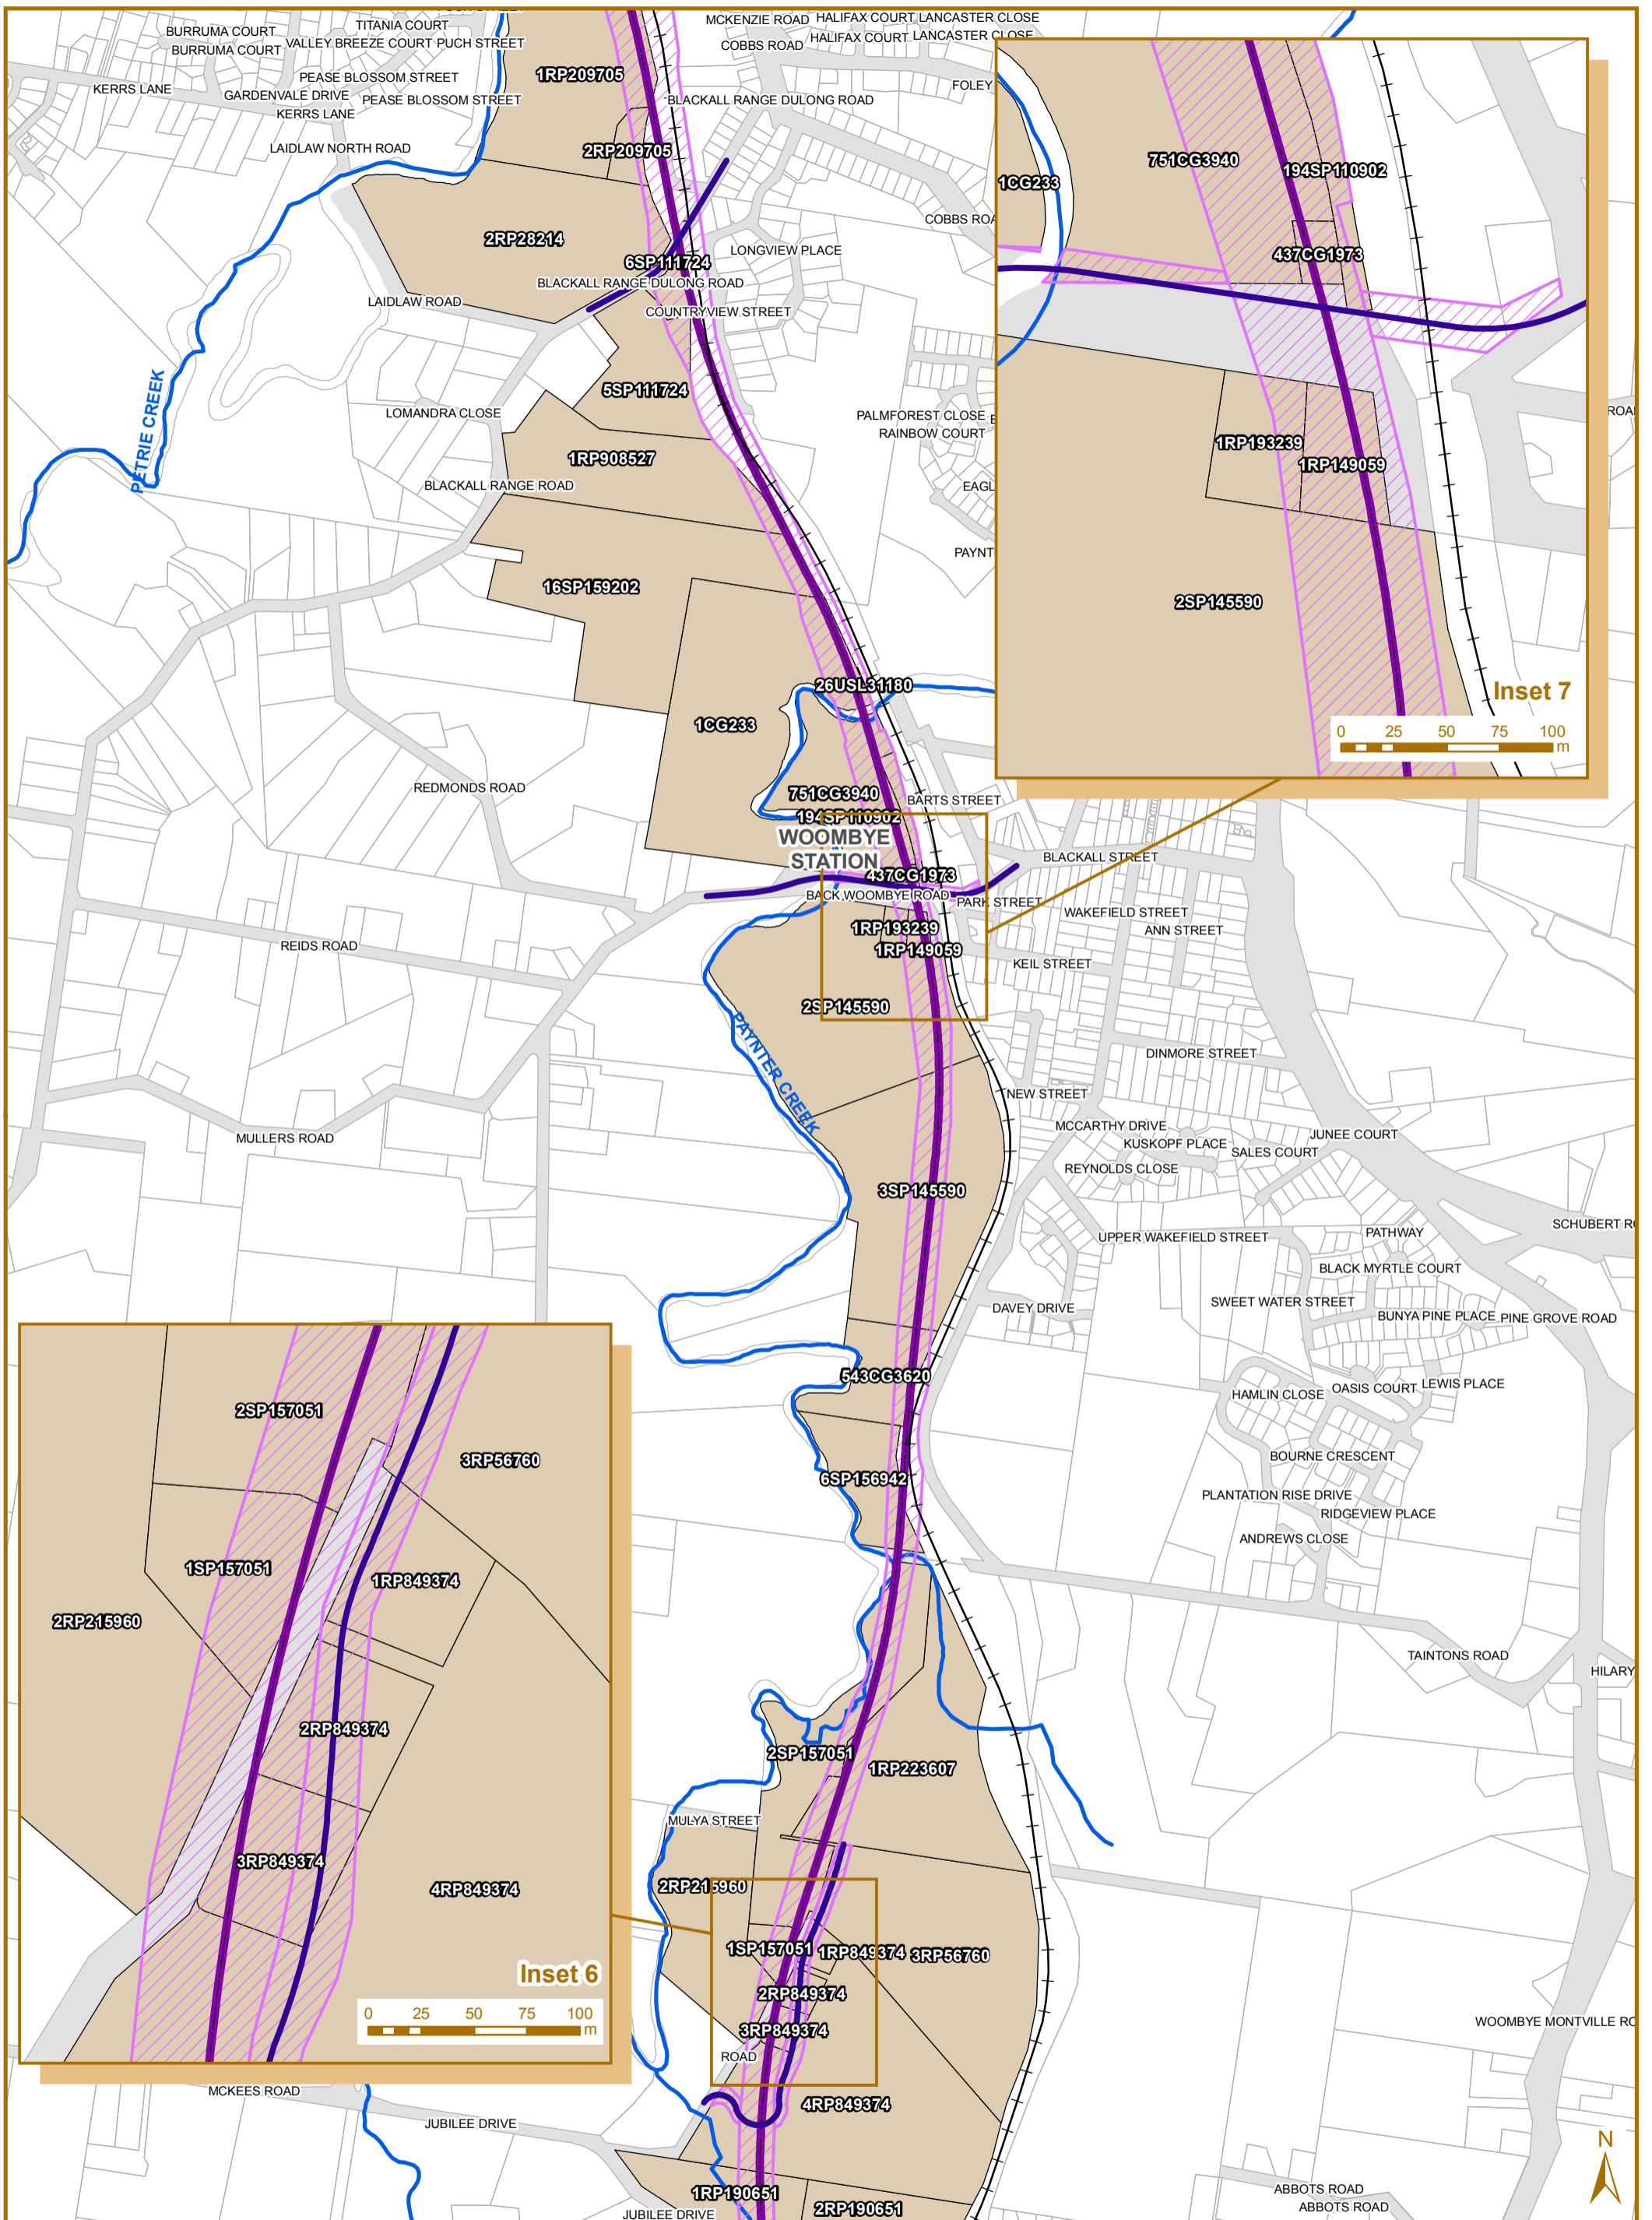 BURRUMA COURT
TITANIA COURT
BURRUMA COURT
VALLEY BREEZE COURT
PUCH STREET
KERRS LANE
PEASE BLOSSOM STREET
GARDENVALE DRIVE
PEASE BLOSSOM STREET
KERRS LANE
LAIDLAW NORTH ROAD
1RP209705
2RP209705
MCKENZIE ROAD
HALIFAX COURT
LANCASTER CLOSE
COBBS ROAD
HALIFAX COURT
LANCASTER CLOSE
FOLEY
BLACKALL RANGE DULONG ROAD
COBBS ROA
2RP28214
6SP111724
LONGVIEW PLACE
BLACKALL RANGE DULONG ROAD
LAIDLAW ROAD
COUNTRYVIEW STREET
5SP111724
PETRIE CREEK
LOMANDRA CLOSE
PALMFOREST CLOSE
RAINBOW COURT
1RP908527
BLACKALL RANGE ROAD
EAGL
PAYNT
16SP159202
26USL31180
1CG233
REDMONDS ROAD
751CG3940
BARTS STREET
194SP110902
WOOMBYE
STATION
BLACKALL STREET
437CG1973
BACK WOOMBYE ROAD
PARK STREET
WAKEFIELD STREET
1RP193239
ANN STREET
1RP149059
REIDS ROAD
KEIL STREET
2SP145590
PAYNTER CREEK
DINMORE STREET
NEW STREET
MCCARTHY DRIVE
KUSKOPF PLACE
JUNEE COURT
MULLERS ROAD
SALES COURT
REYNOLDS CLOSE
3SP145590
SCHUBERT R
PATHWAY
UPPER WAKEFIELD STREET
BLACK MYRTLE COURT
SWEET WATER STREET
DAVEY DRIVE
BUNYA PINE PLACE
PINE GROVE ROAD
543CG3620
HAMLIN CLOSE
OASIS COURT
LEWIS PLACE
BOURNE CRESCENT
6SP156942
PLANTATION RISE DRIVE
RIDGEVIEW PLACE
ANDREWS CLOSE
TAINTONS ROAD
HILARY
2SP157051
1RP223607
MULYA STREET
2RP215960
1SP157051
1RP849374
3RP56760
2RP849374
3RP849374
WOOMBYE MONTVILLE RO
ROAD
MCKEES ROAD
4RP849374
JUBILEE DRIVE
1RP190651
2RP190651
JUBILEE DRIVE
ABBOTS ROAD
ABBOTS ROAD
N
751CG3940
194SP110902
1CG233
437CG1973
ROA
1RP193239
1RP149059
2SP145590
Inset 7
0 25 50 75 100
m
2SP157051
3RP56760
1SP157051
1RP849374
2RP215960
2RP849374
3RP849374
4RP849374
Inset 6
0 25 50 75 100
m